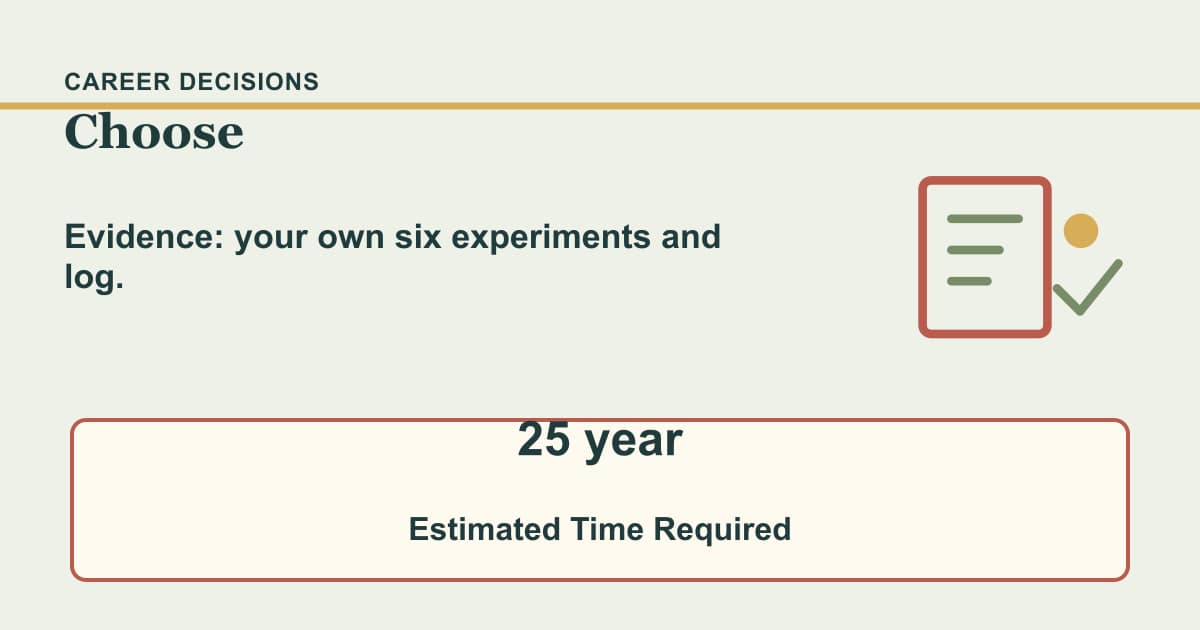 CAREER DECISIONS
Choose
Evidence: your own six experiments and
log.
25 year
Estimated Time Required